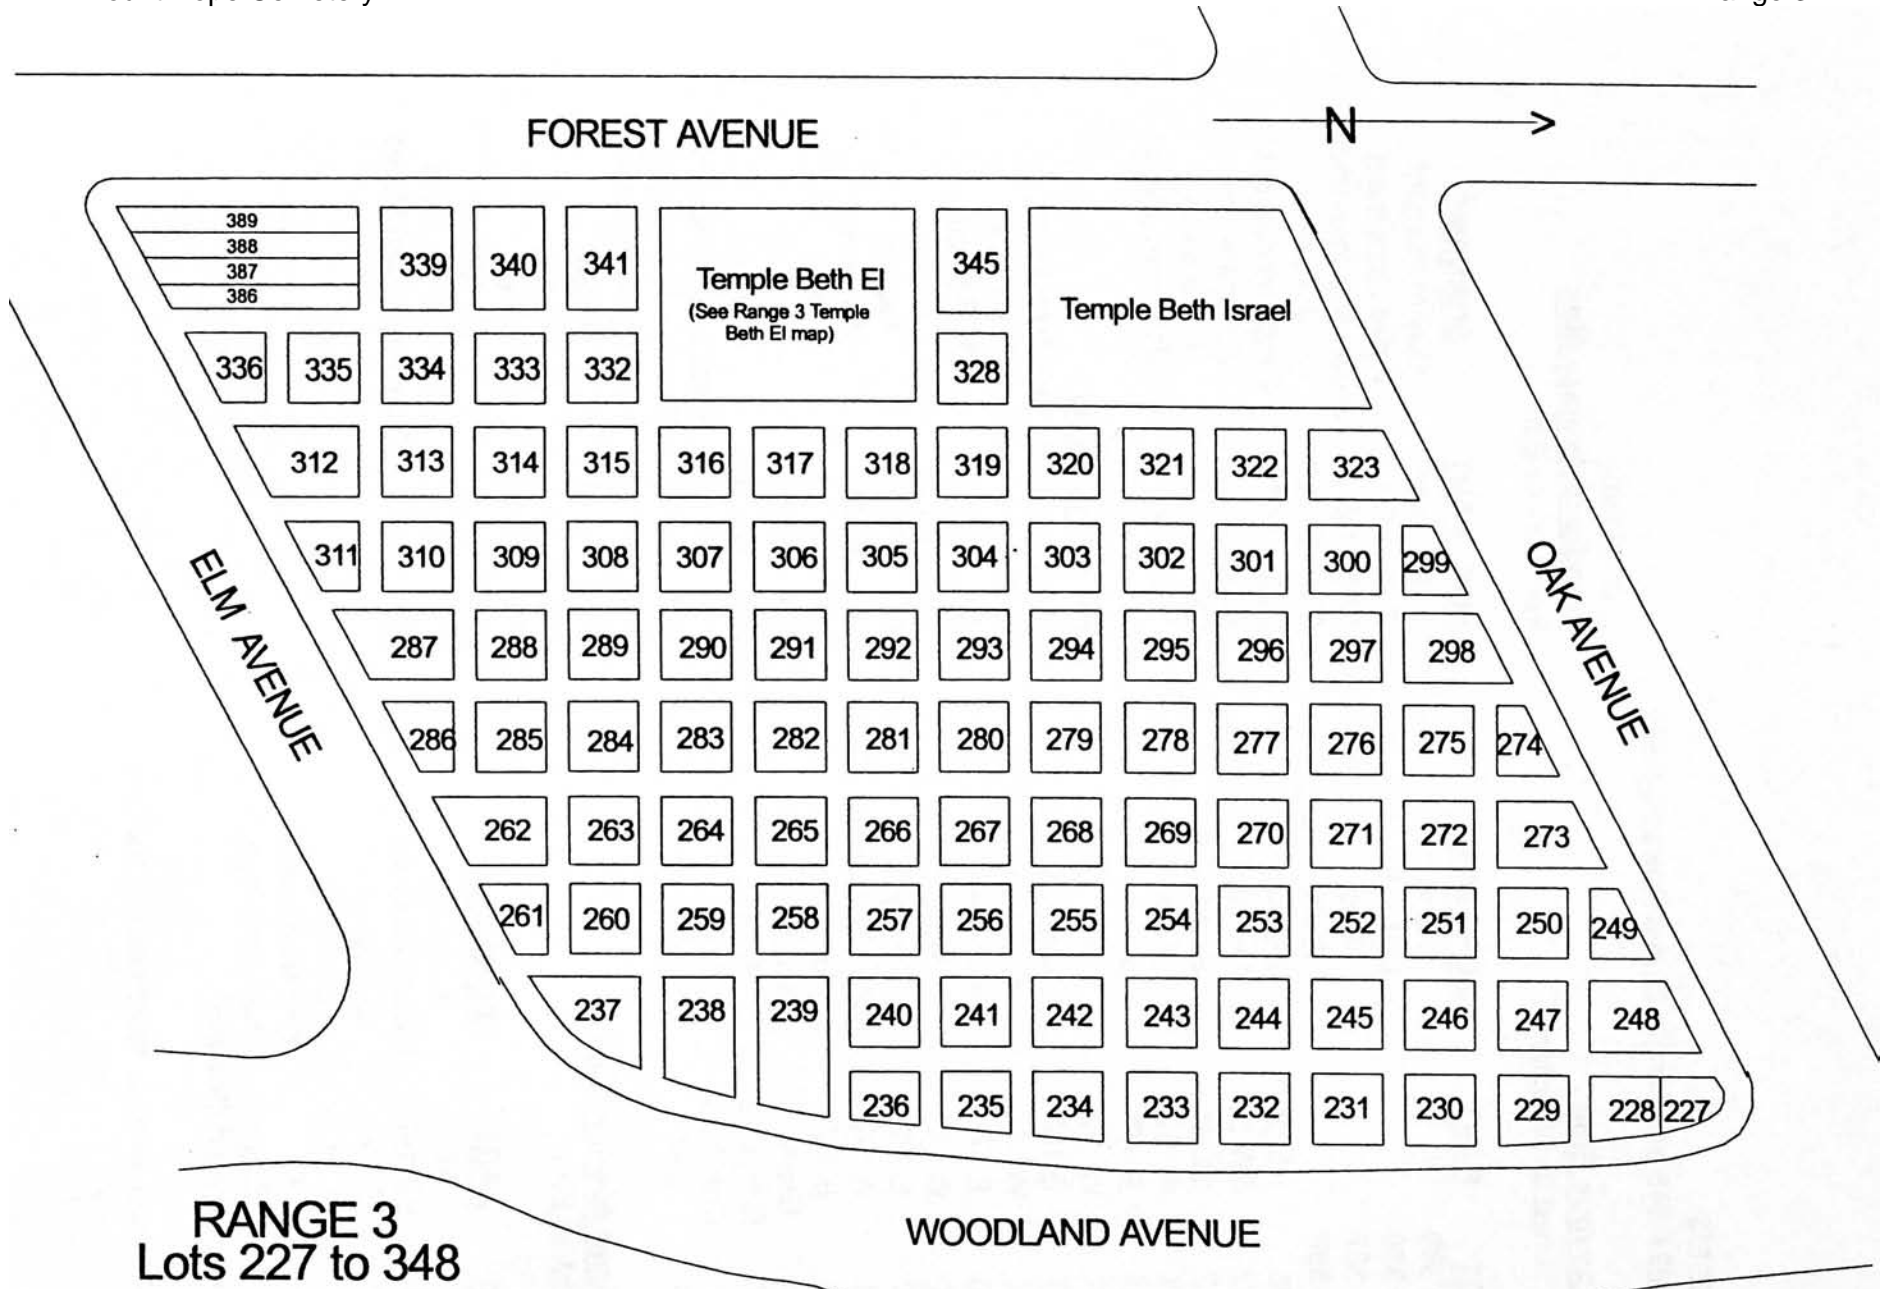 FOREST AVENUE
N
389
388
387
386
339 340 341
Temple Beth El
(See Range 3 Temple
Beth El map)
345
Temple Beth Israel
336 335 334 333 332 328
312 313 314 315 316 317 318 319 320 321 322 323
311 310 309 308 307 306 305 304 303 302 301 300 299
ELM AVENUE
OAK AVENUE
287 288 289 290 291 292 293 294 295 296 297 298
286 285 284 283 282 281 280 279 278 277 276 275 274
262 263 264 265 266 267 268 269 270 271 272 273
261 260 259 258 257 256 255 254 253 252 251 250 249
237 238 239 240 241 242 243 244 245 246 247 248
236 235 234 233 232 231 230 229 228 227
RANGE 3
Lots 227 to 348
WOODLAND AVENUE